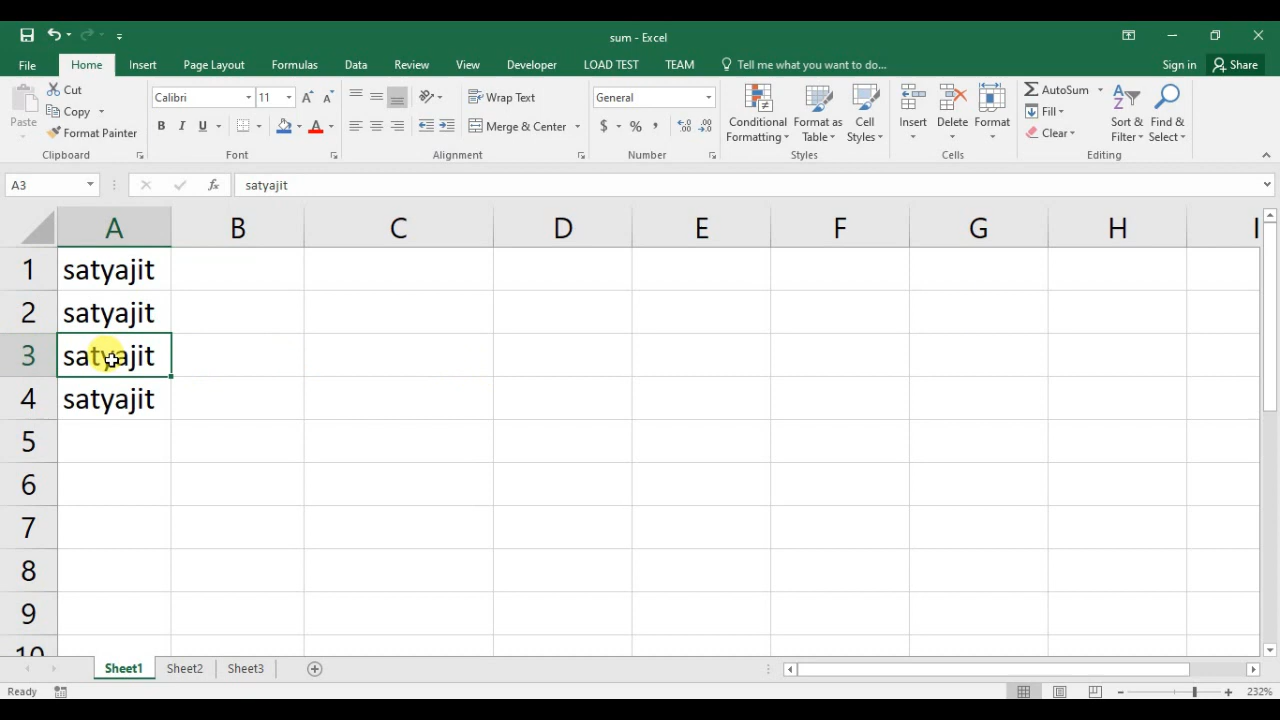 sum - Excel
File Home Insert Page Layout Formulas Data Review View Developer LOAD TEST TEAM Tell me what you want to do... Sign in Share
Paste Cut Copy Format Painter Clipboard
Calibri 11 B I U A Font
Wrap Text Merge & Center Alignment
General $ % , Number
Conditional Formatting Format as Table Cell Styles Styles
Insert Delete Format Cells
AutoSum Fill Clear Sort & Filter Find & Select Editing
A3 fx satyajit
A B C D E F G H I
1 satyajit
2 satyajit
3 satyajit
4 satyajit
5
6
7
8
9
10
Sheet1 Sheet2 Sheet3
Ready 232%